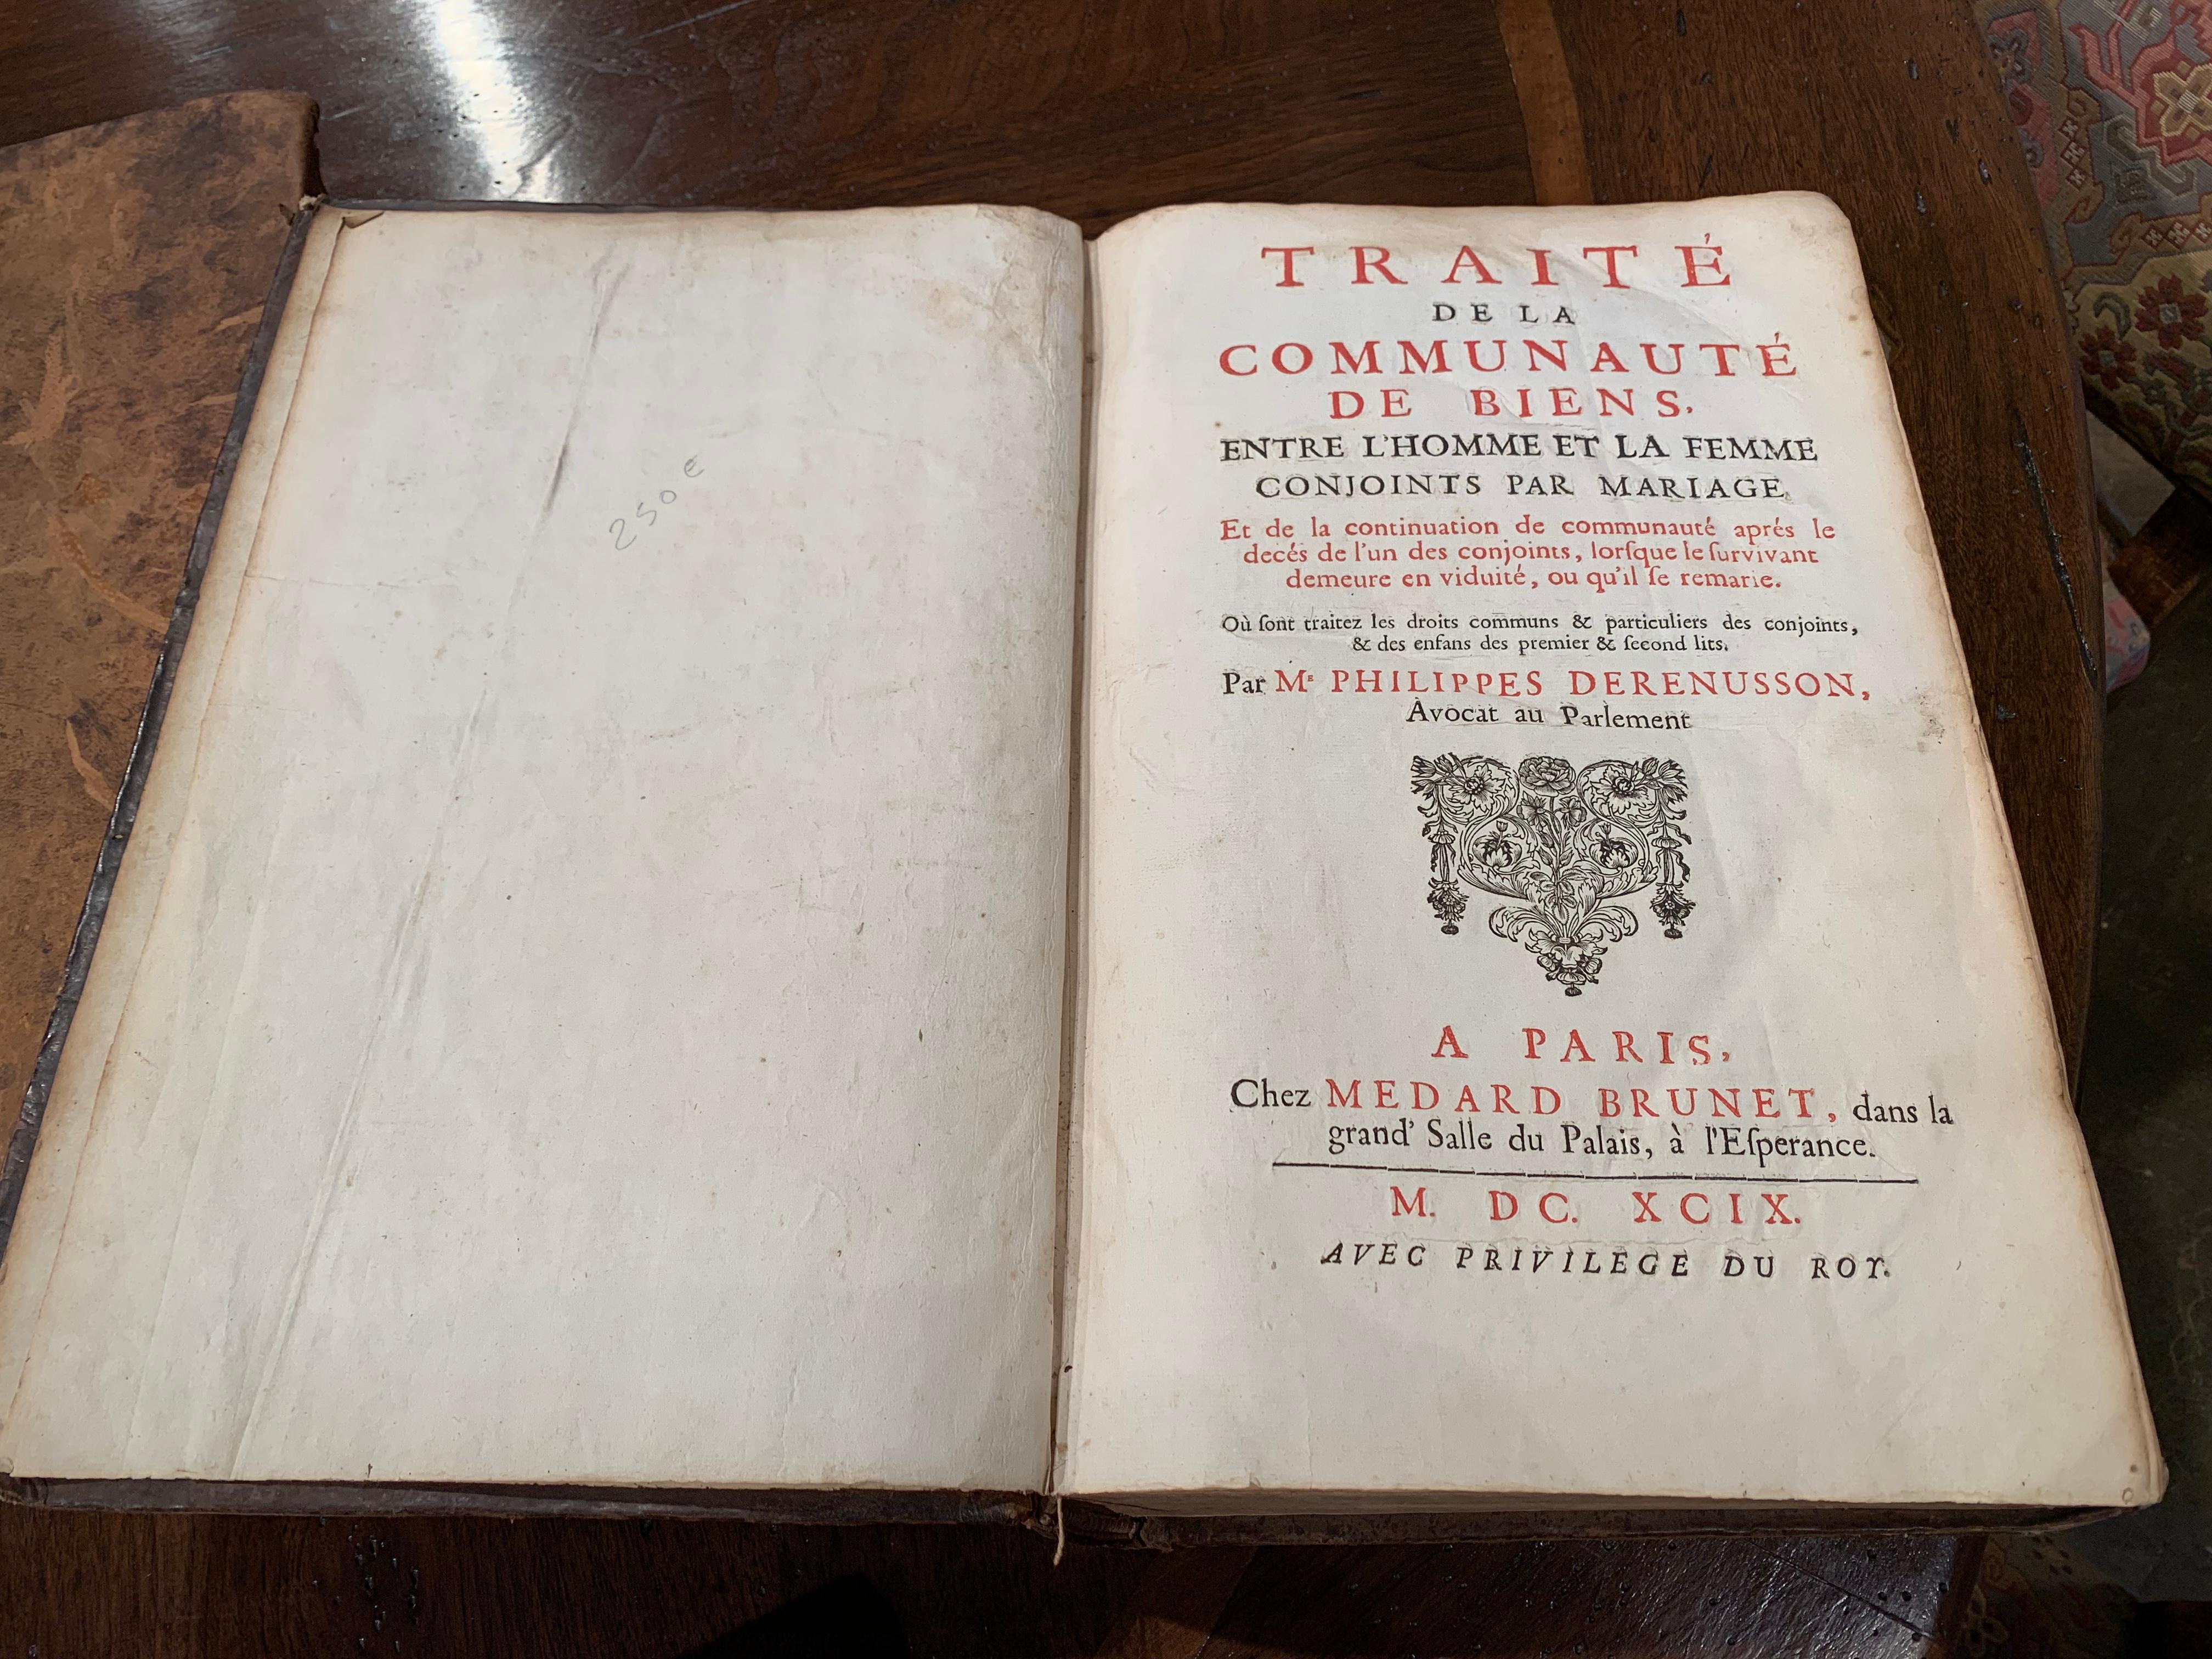 250 €
TRAITÉ
DE LA
COMMUNAUTÉ
DE BIENS,
ENTRE L'HOMME ET LA FEMME
CONJOINTS PAR MARIAGE,
Et de la continuation de communauté aprés le
decés de l'un des conjoints, lorſque le ſurvivant
demeure en viduité, ou qu'il ſe remarie.
Où ſont traitez les droits communs & particuliers des conjoints,
& des enfans des premier & ſecond lits.
Par Mᴱ PHILIPPES DERENUSSON,
Avocat au Parlement
A PARIS,
Chez MEDARD BRUNET, dans la
grand' Salle du Palais, à l'Eſperance.
M. DC. XCIX.
AVEC PRIVILEGE DU ROY.